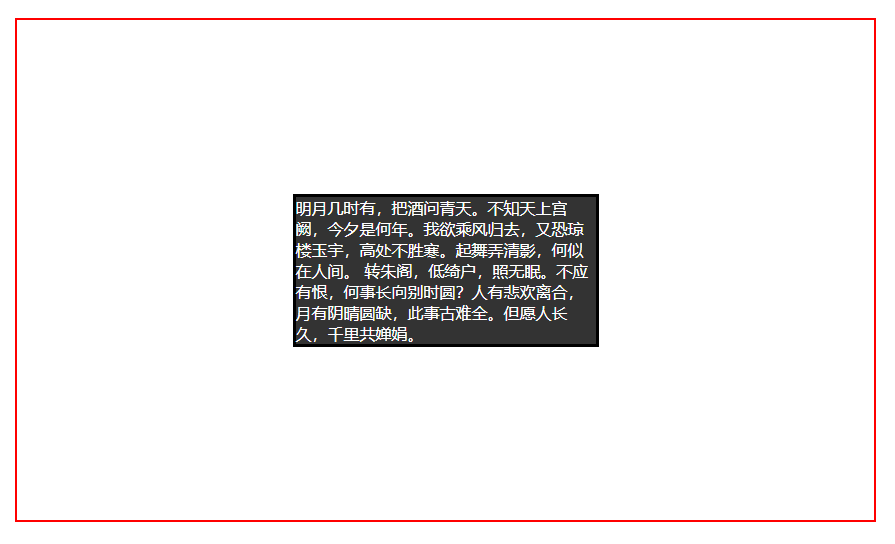 明月几时有，把酒问青天。不知天上宫
阙，今夕是何年。我欲乘风归去，又恐琼
楼玉宇，高处不胜寒。起舞弄清影，何似
在人间。 转朱阁，低绮户，照无眠。不应
有恨，何事长向别时圆？人有悲欢离合，
月有阴晴圆缺，此事古难全。但愿人长
久，千里共婵娟。